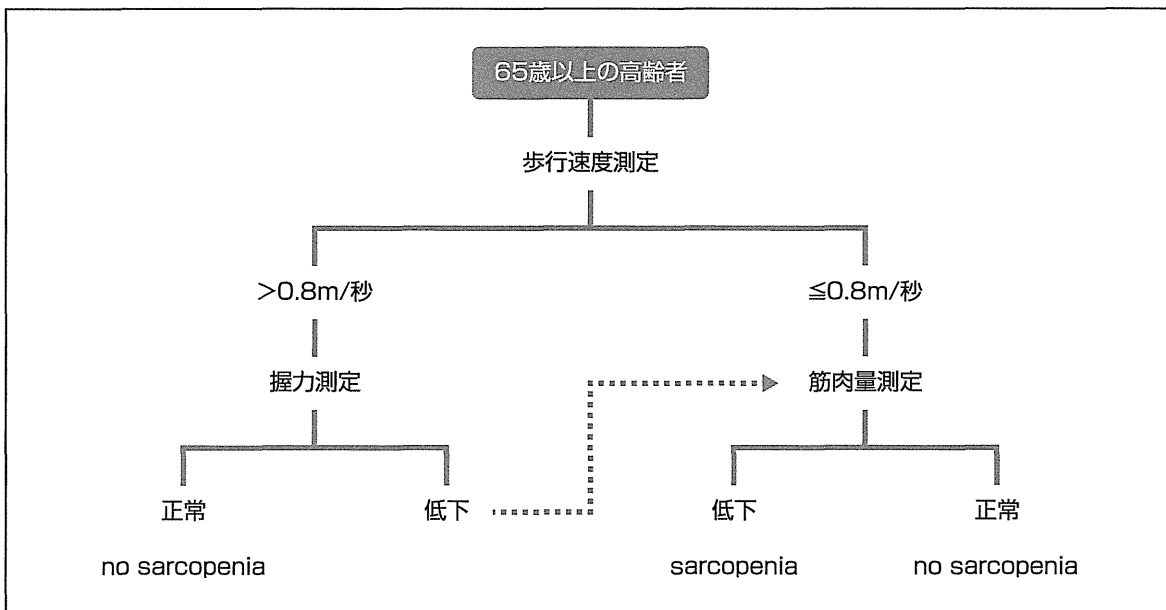 65歳以上の高齢者
歩行速度測定
>0.8m/秒
≦0.8m/秒
握力測定
筋肉量測定
正常
低下
低下
正常
no sarcopenia
sarcopenia
no sarcopenia